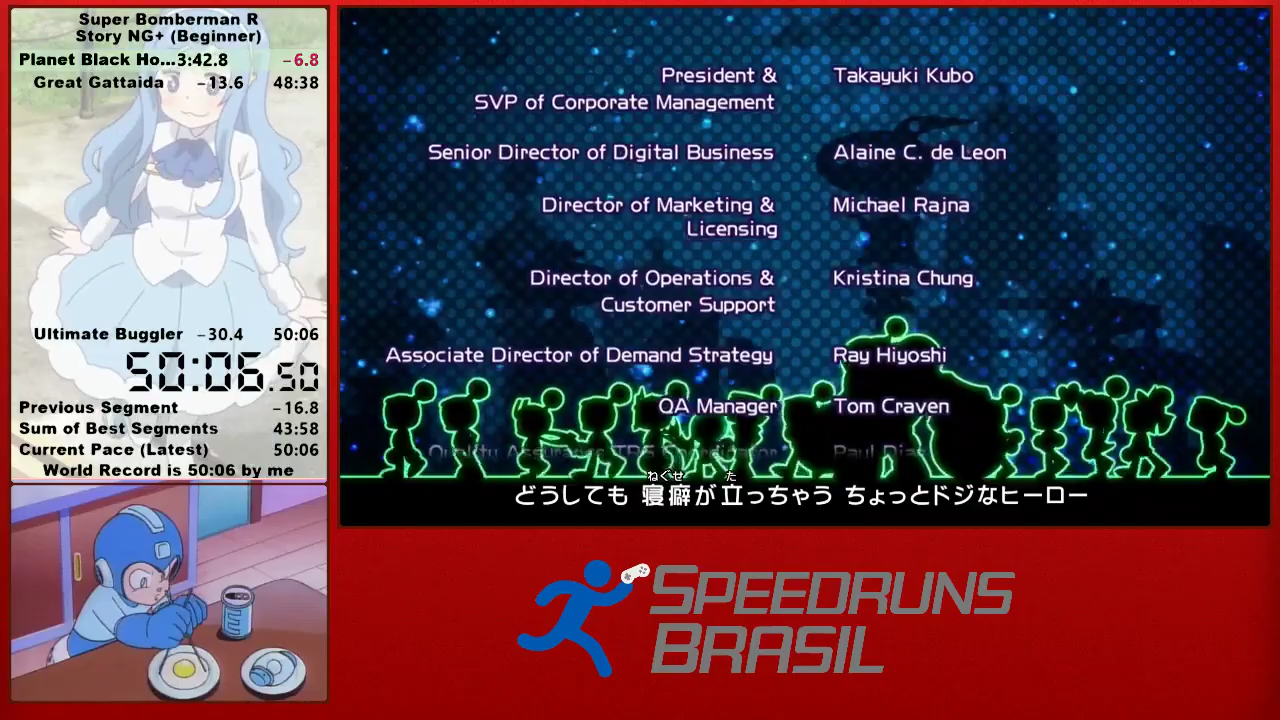 Super Bomberman R
Story NG+ (Beginner)
Planet Black Ho...3:42.8 −6.8
Great Gattaida −13.6 48:38
Ultimate Buggler −30.4 50:06
50:06.50
Previous Segment −16.8
Sum of Best Segments 43:58
Current Pace (Latest) 50:06
World Record is 50:06 by me
President & Takayuki Kubo
SVP of Corporate Management
Senior Director of Digital Business Alaine C. de Leon
Director of Marketing & Michael Rajna
Licensing
Director of Operations & Kristina Chung
Customer Support
Associate Director of Demand Strategy Ray Hiyoshi
QA Manager Tom Craven
Quality Assurance Paul Dias
ねぐせ た
どうしても 寝癖が立っちゃう ちょっとドジなヒーロー
SPEEDRUNS
BRASIL